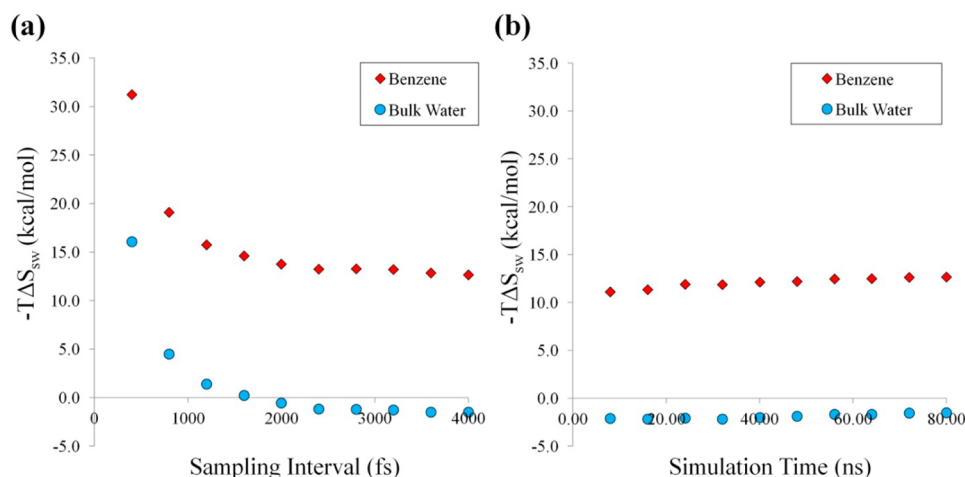 (a)
-TΔS_sw (kcal/mol)
35.0
30.0
25.0
20.0
15.0
10.0
5.0
0.0
-5.0
Benzene
Bulk Water
0 1000 2000 3000 4000
Sampling Interval (fs)
(b)
-TΔS_sw (kcal/mol)
35.0
30.0
25.0
20.0
15.0
10.0
5.0
0.0
-5.0
Benzene
Bulk Water
0.00 20.00 40.00 60.00 80.00
Simulation Time (ns)